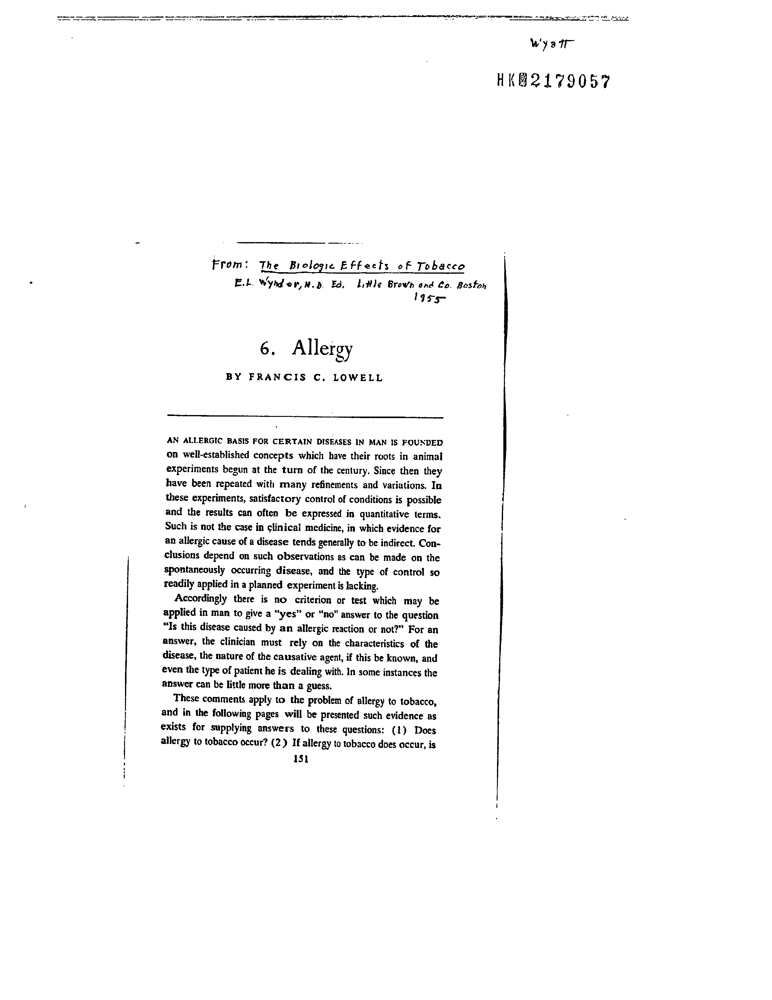 Wyatt
HK02179057
From: The Biologic Effects of Tobacco
E.L. Wynder, M.D. Ed. Little Brown and Co. Boston
1955
6. Allergy
BY FRANCIS C. LOWELL
AN ALLERGIC BASIS FOR CERTAIN DISEASES IN MAN IS FOUNDED
on well-established concepts which have their roots in animal
experiments begun at the turn of the century. Since then they
have been repeated with many refinements and variations. In
these experiments, satisfactory control of conditions is possible
and the results can often be expressed in quantitative terms.
Such is not the case in clinical medicine, in which evidence for
an allergic cause of a disease tends generally to be indirect. Con-
clusions depend on such observations as can be made on the
spontaneously occurring disease, and the type of control so
readily applied in a planned experiment is lacking.
Accordingly there is no criterion or test which may be
applied in man to give a "yes" or "no" answer to the question
"Is this disease caused by an allergic reaction or not?" For an
answer, the clinician must rely on the characteristics of the
disease, the nature of the causative agent, if this be known, and
even the type of patient he is dealing with. In some instances the
answer can be little more than a guess.
These comments apply to the problem of allergy to tobacco,
and in the following pages will be presented such evidence as
exists for supplying answers to these questions: (1) Does
allergy to tobacco occur? (2) If allergy to tobacco does occur, is
151